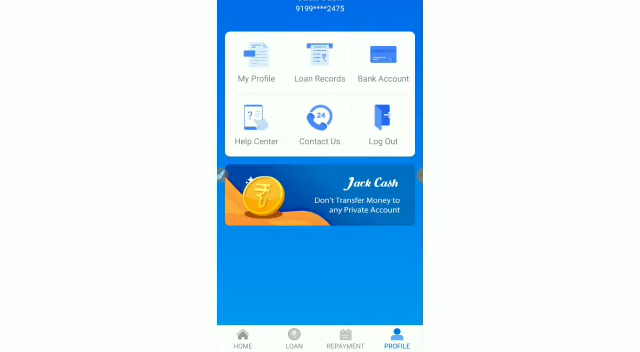 9199****2475
My Profile
Loan Records
Bank Account
?
24
Help Center
Contact Us
Log Out
Jack Cash
Don't Transfer Money to
any Private Account
HOME
LOAN
REPAYMENT
PROFILE